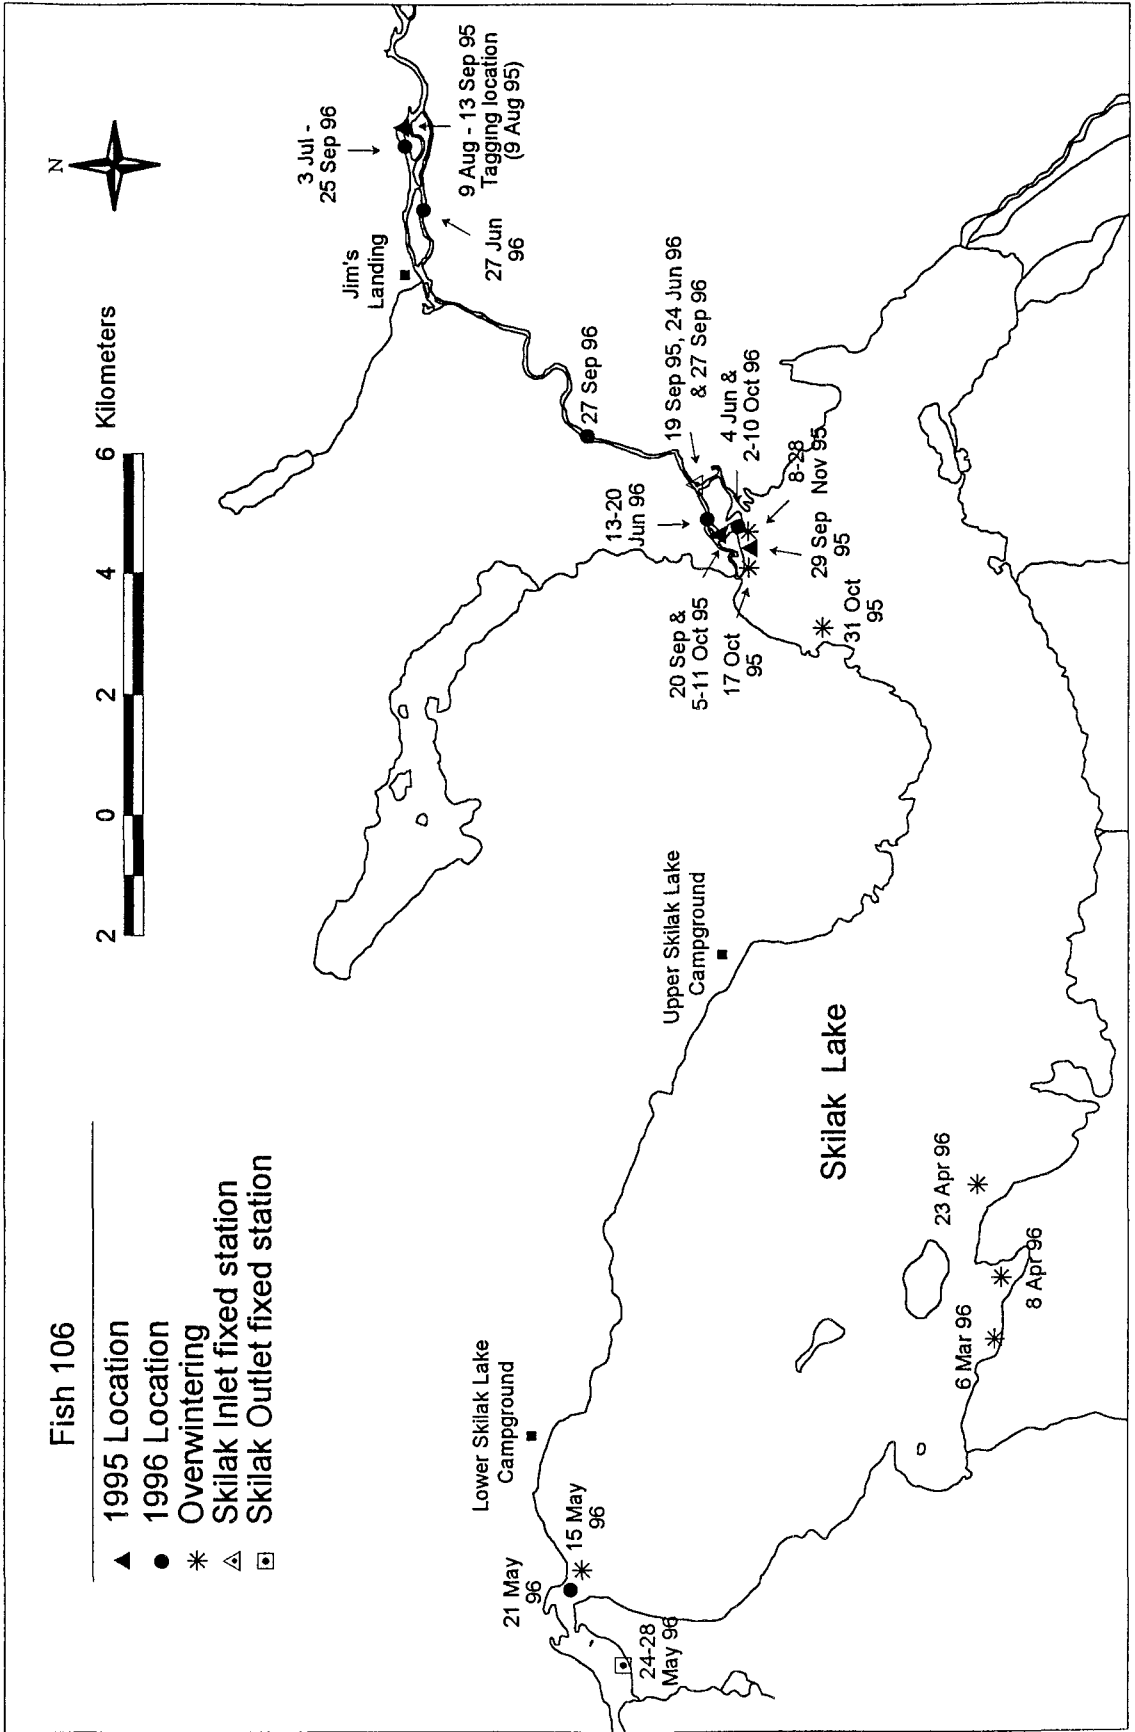 Fish 106
1995 Location
1996 Location
Overwintering
Skilak Inlet fixed station
Skilak Outlet fixed station
2 0 2 4 6 Kilometers
N
3 Jul -
25 Sep 96
9 Aug - 13 Sep 95
Tagging location
(9 Aug 95)
27 Jun
96
Jim's
Landing
27 Sep 96
19 Sep 95, 24 Jun 96
& 27 Sep 96
4 Jun &
2-10 Oct 96
8-28
Nov 95
13-20
Jun 96
29 Sep
95
20 Sep &
5-11 Oct 95
17 Oct
95
31 Oct
95
Upper Skilak Lake
Campground
Skilak Lake
23 Apr 96
8 Apr 96
6 Mar 96
Lower Skilak Lake
Campground
15 May
96
21 May
96
24-28
May 96